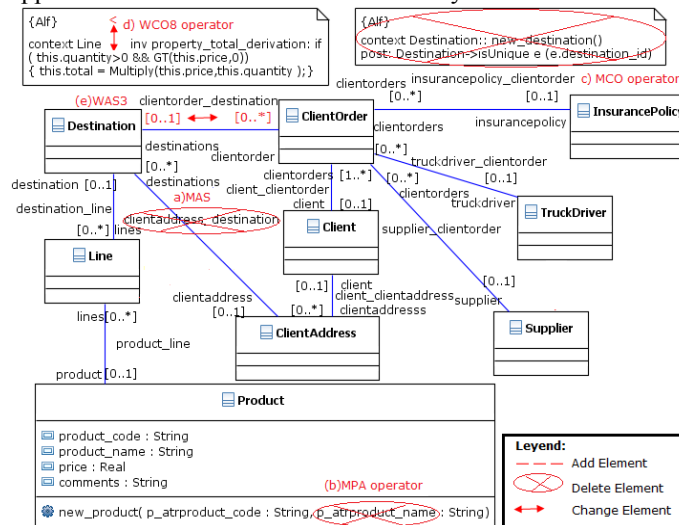 {Alf}
d) WCO8 operator
<
context Line inv property_total_derivation: if
( this.quantity>0 && GT(this.price,0))
{ this.total = Multiply(this.price,this.quantity );}
{Alf}
context Destination:: new_destination()
post: Destination->isUnique e (e.destination_id)
clientorders
insurancepolicy_clientorder
c) MCO operator
[0..*]
[0..1]
(e)WAS3
clientorder_destination
[0..1]
[0..*]
Destination
ClientOrder
clientorders
insurancepolicy
InsurancePolicy
destinations
[0..*]
clientorder
[0..*]
truckdriver_clientorder
destination
[0..1]
destinations
clientorders
[1..*]
[0..*]
[0..1]
client_clientorder
clientorders
truckdriver
destination_line
a)MAS
client
[0..1]
TruckDriver
clientaddress_destination
[0..*]
lines
Client
supplier_clientorder
Line
[0..1]
client
[0..1]
client_clientaddress
supplier
clientaddress
clientaddresss
lines
[0..*]
[0..1]
[0..*]
ClientAddress
Supplier
product_line
product
[0..1]
Product
product_code : String
product_name : String
price : Real
comments : String
(b)MPA operator
new_product( p_atrproduct_code : String, p_atrproduct_name : String)
Leyend:
Add Element
Delete Element
Change Element